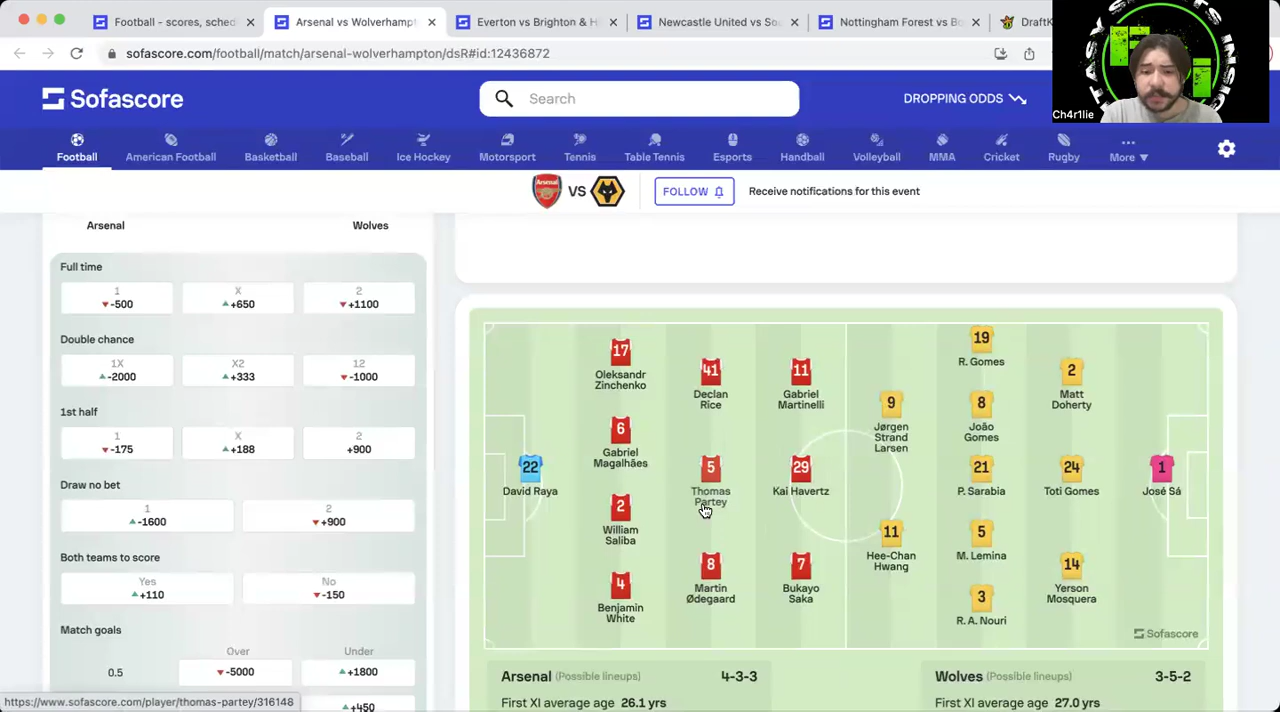 Football - scores, sched
Arsenal vs Wolverhampt
Everton vs Brighton & H
Newcastle United vs So
Nottingham Forest vs Bo
DraftK
sofascore.com/football/match/arsenal-wolverhampton/dsR#id:12436872
Ch4r1lie
Sofascore
Search
DROPPING ODDS
Football
American Football
Basketball
Baseball
Ice Hockey
Motorsport
Tennis
Table Tennis
Esports
Handball
Volleyball
MMA
Cricket
Rugby
More
VS
FOLLOW
Receive notifications for this event
Arsenal
Wolves
Full time
1
-500
X
+650
2
+1100
Double chance
1X
-2000
X2
+333
12
-1000
1st half
1
-175
X
+188
2
+900
Draw no bet
1
-1600
2
+900
Both teams to score
Yes
+110
No
-150
Match goals
Over
Under
0.5
-5000
+1800
+450
22
David Raya
17
Oleksandr
Zinchenko
6
Gabriel
Magalhães
2
William
Saliba
4
Benjamin
White
41
Declan
Rice
5
Thomas
Partey
8
Martin
Ødegaard
11
Gabriel
Martinelli
29
Kai Havertz
7
Bukayo
Saka
9
Jørgen
Strand
Larsen
11
Hee-Chan
Hwang
19
R. Gomes
8
João
Gomes
21
P. Sarabia
5
M. Lemina
3
R. A. Nouri
2
Matt
Doherty
24
Toti Gomes
14
Yerson
Mosquera
1
José Sá
Sofascore
Arsenal (Possible lineups) 4-3-3
First XI average age 26.1 yrs
Wolves (Possible lineups) 3-5-2
First XI average age 27.0 yrs
https://www.sofascore.com/player/thomas-partey/316148